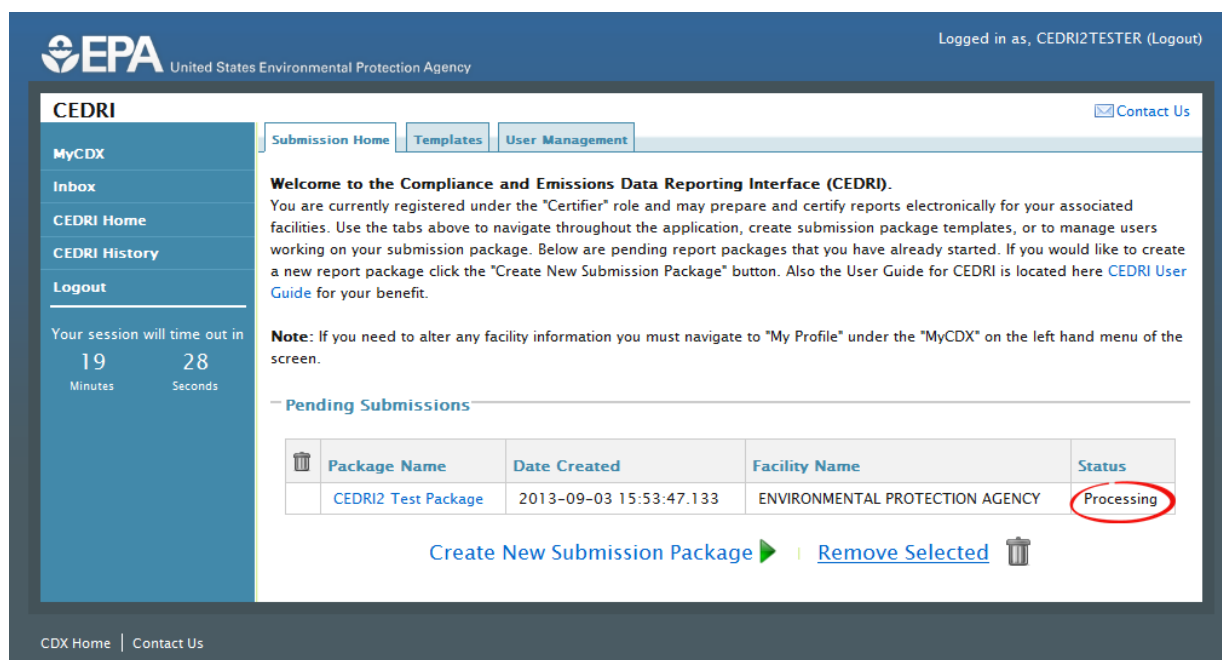 Logged in as, CEDRI2TESTER (Logout)
EPA United States Environmental Protection Agency
CEDRI
Contact Us
MyCDX
Inbox
CEDRI Home
CEDRI History
Logout
Your session will time out in
19 28
Minutes Seconds
Submission Home Templates User Management
Welcome to the Compliance and Emissions Data Reporting Interface (CEDRI).
You are currently registered under the "Certifier" role and may prepare and certify reports electronically for your associated
facilities. Use the tabs above to navigate throughout the application, create submission package templates, or to manage users
working on your submission package. Below are pending report packages that you have already started. If you would like to create
a new report package click the "Create New Submission Package" button. Also the User Guide for CEDRI is located here CEDRI User
Guide for your benefit.
Note: If you need to alter any facility information you must navigate to "My Profile" under the "MyCDX" on the left hand menu of the
screen.
Pending Submissions
Package Name Date Created Facility Name Status
CEDRI2 Test Package 2013-09-03 15:53:47.133 ENVIRONMENTAL PROTECTION AGENCY Processing
Create New Submission Package | Remove Selected
CDX Home | Contact Us